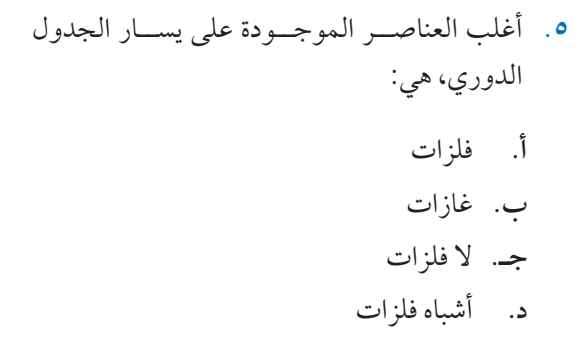 ٥. أغلب العناصر الموجودة على يسار الجدول
الدوري، هي:
أ. فلزات
ب. غازات
جـ. لا فلزات
د. أشباه فلزات